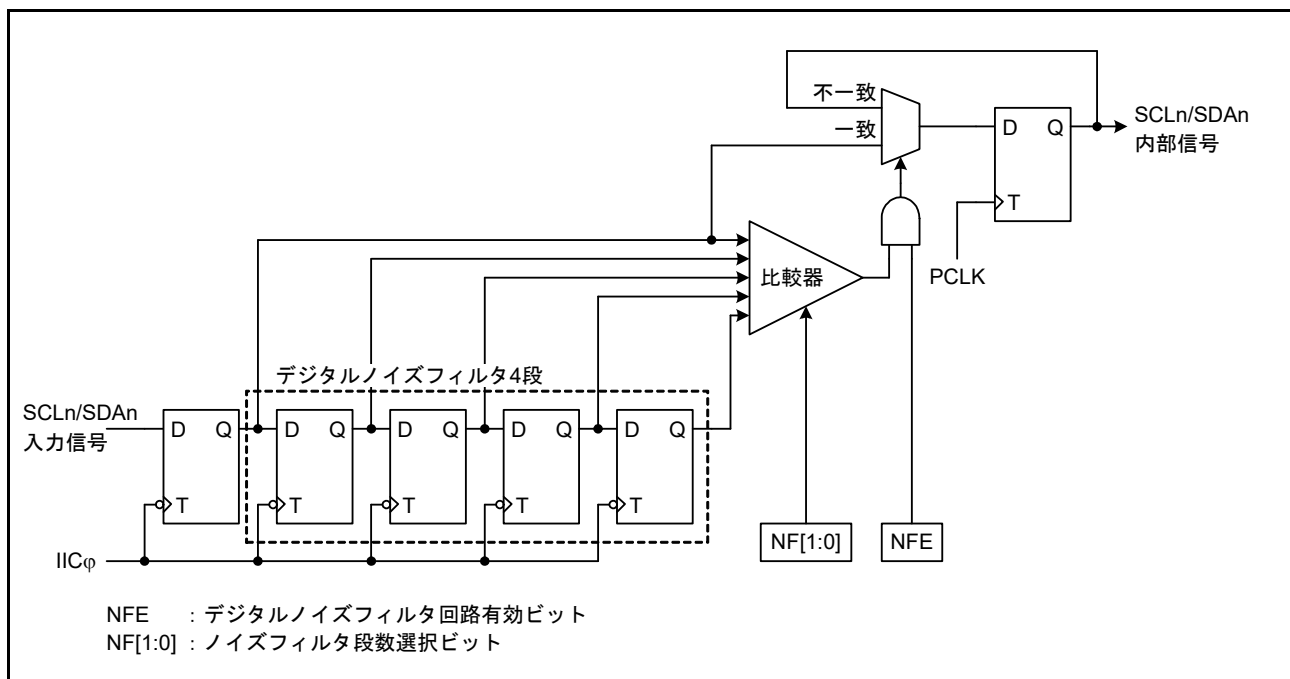 不一致
一致
D Q
T
SCLn/SDAn
内部信号
PCLK
比較器
デジタルノイズフィルタ4段
SCLn/SDAn
入力信号
D Q
T
D Q
T
D Q
T
D Q
T
D Q
T
IICφ
NF[1:0]
NFE
NFE : デジタルノイズフィルタ回路有効ビット
NF[1:0] : ノイズフィルタ段数選択ビット